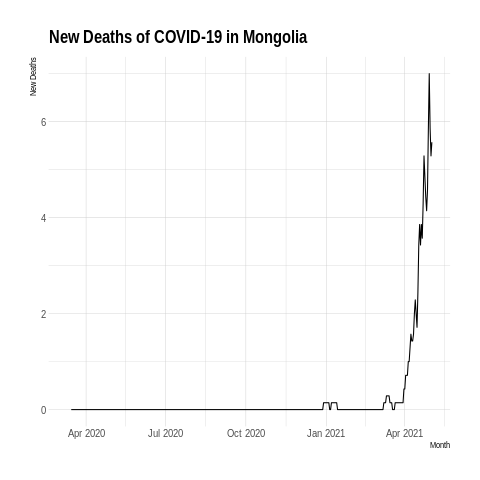 New Deaths of COVID-19 in Mongolia
New Deaths
6
4
2
0
Apr 2020 Jul 2020 Oct 2020 Jan 2021 Apr 2021
Month